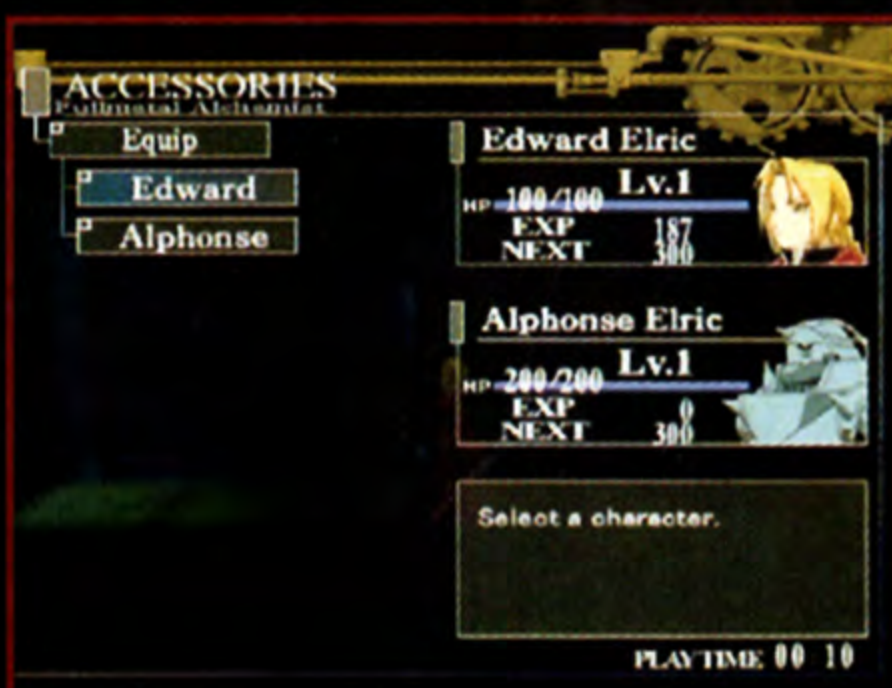 ACCESSORIES
Fullmetal Alchemist
Equip
Edward
Alphonse
Edward Elric
Lv.1
HP 100/100
EXP 187
NEXT 300
Alphonse Elric
Lv.1
HP 200/200
EXP 0
NEXT 300
Select a character.
PLAYTIME 00 10